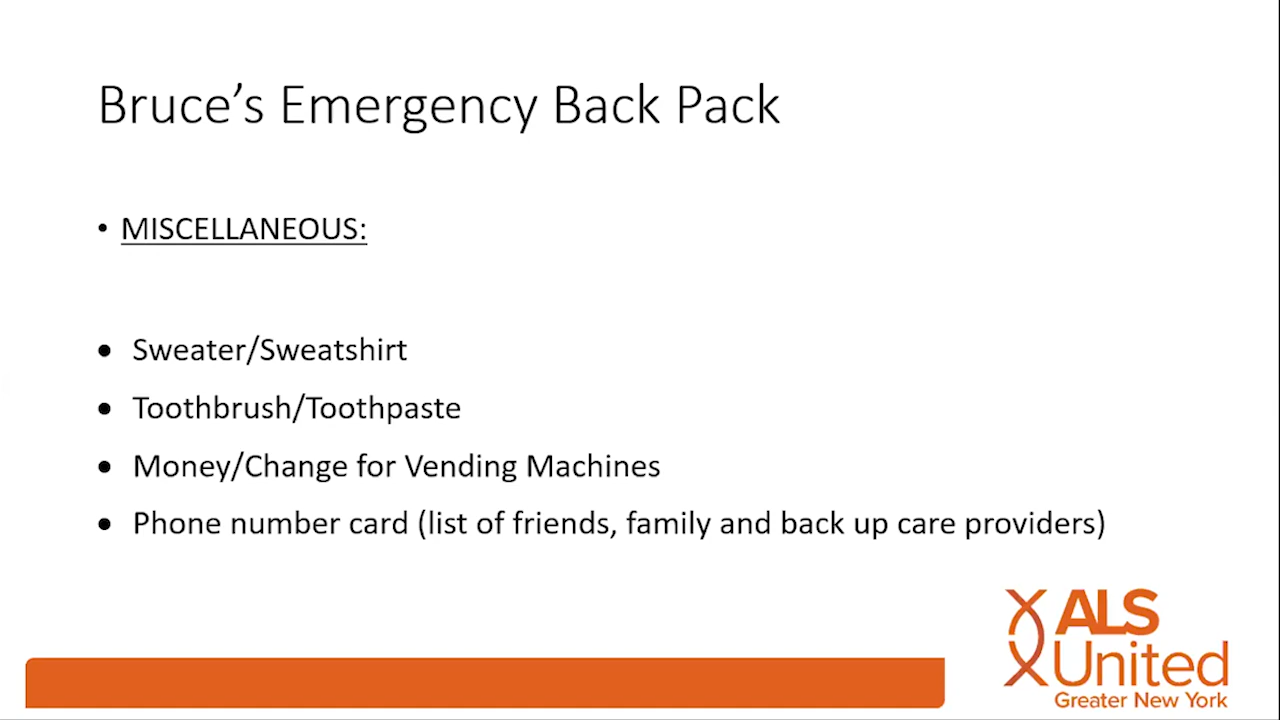 Bruce’s Emergency Back Pack
• MISCELLANEOUS:
• Sweater/Sweatshirt
• Toothbrush/Toothpaste
• Money/Change for Vending Machines
• Phone number card (list of friends, family and back up care providers)
ALS
United
Greater New York